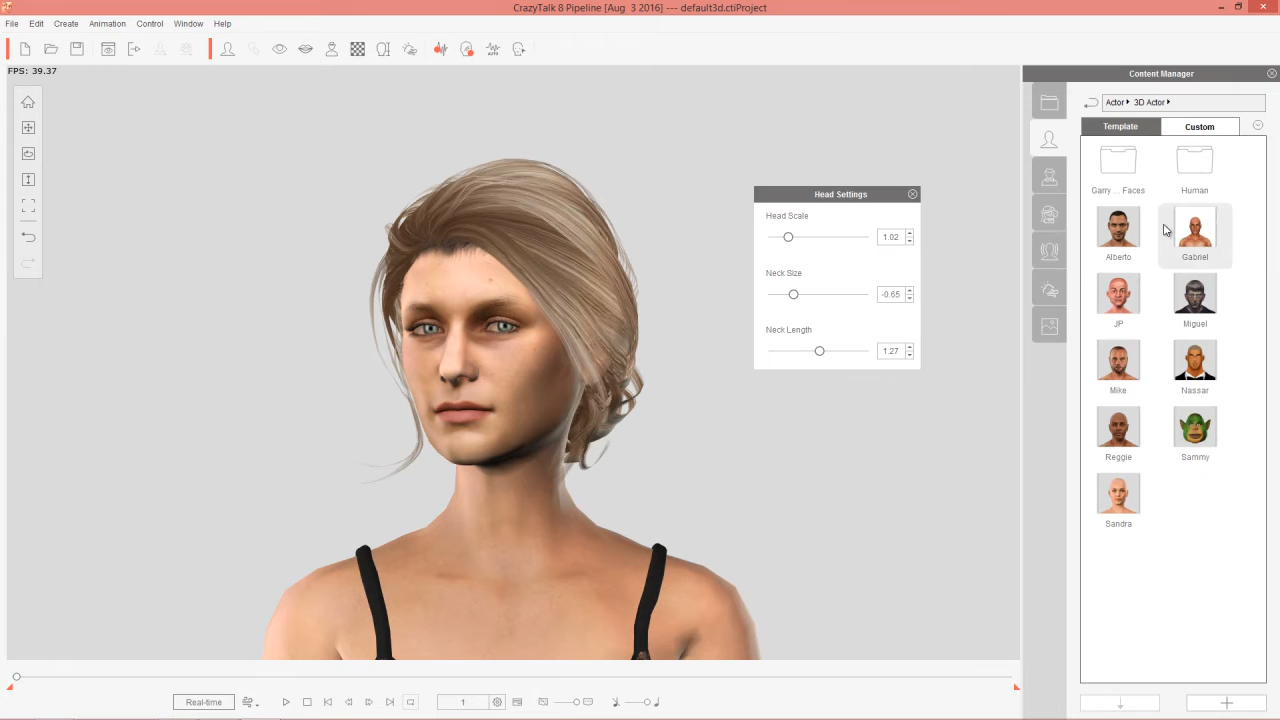 CrazyTalk 8 Pipeline [Aug 3 2016] --- default3d.ctiProject
File Edit Create Animation Control Window Help
AUTO
FPS: 39.37
Content Manager
Actor 3D Actor
Template Custom
Garry ... Faces Human
Alberto Gabriel
JP Miguel
Mike Nassar
Reggie Sammy
Sandra
Head Settings
Head Scale
1.02
Neck Size
-0.65
Neck Length
1.27
Real-time
1